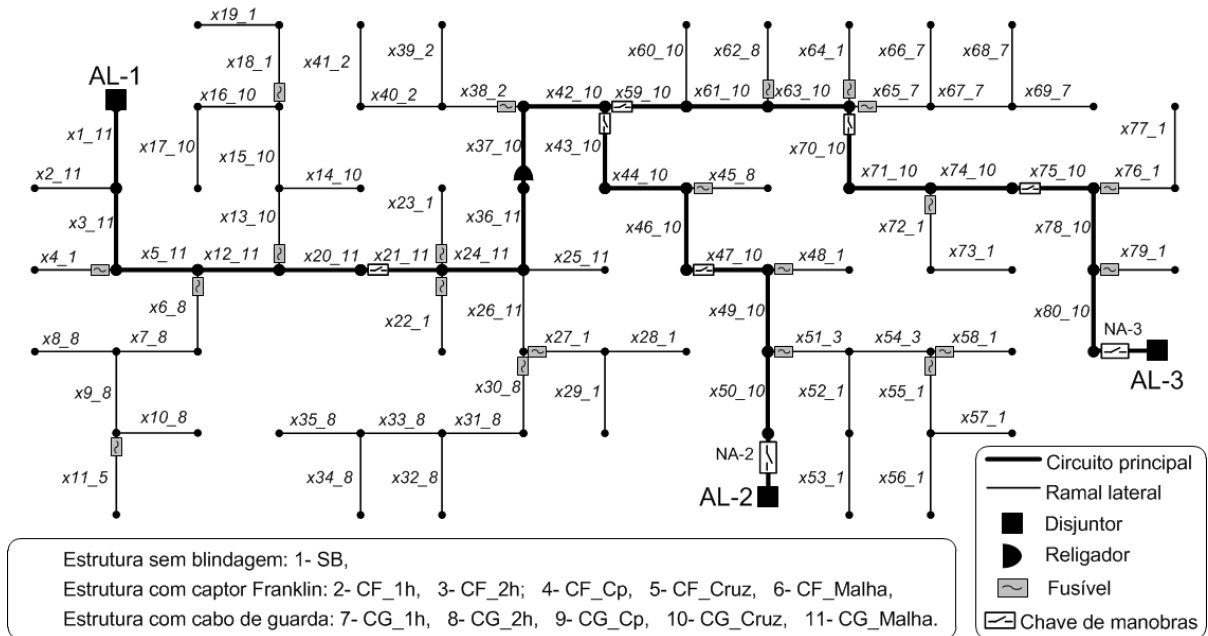 x19_1
x18_1
x41_2
x39_2
x60_10
x62_8
x64_1
x66_7
x68_7
AL-1
x16_10
x40_2
x38_2
x42_10
x59_10
x61_10
x63_10
x65_7
x67_7
x69_7
x1_11
x17_10
x15_10
x37_10
x43_10
x70_10
x77_1
x2_11
x14_10
x44_10
x45_8
x71_10
x74_10
x75_10
x76_1
x3_11
x13_10
x23_1
x36_11
x46_10
x72_1
x78_10
x4_1
x5_11
x12_11
x20_11
x21_11
x24_11
x25_11
x47_10
x48_1
x73_1
x79_1
x6_8
x22_1
x26_11
x49_10
x80_10
NA-3
x8_8
x7_8
x27_1
x28_1
x51_3
x54_3
x58_1
AL-3
x9_8
x30_8
x29_1
x50_10
x52_1
x55_1
x10_8
x35_8
x33_8
x31_8
x57_1
NA-2
x11_5
x34_8
x32_8
x53_1
x56_1
AL-2
Circuito principal
Ramal lateral
Disjuntor
Religador
Fusível
Chave de manobras
Estrutura sem blindagem: 1- SB,
Estrutura com captor Franklin: 2- CF_1h, 3- CF_2h; 4- CF_Cp, 5- CF_Cruz, 6- CF_Malha,
Estrutura com cabo de guarda: 7- CG_1h, 8- CG_2h, 9- CG_Cp, 10- CG_Cruz, 11- CG_Malha.